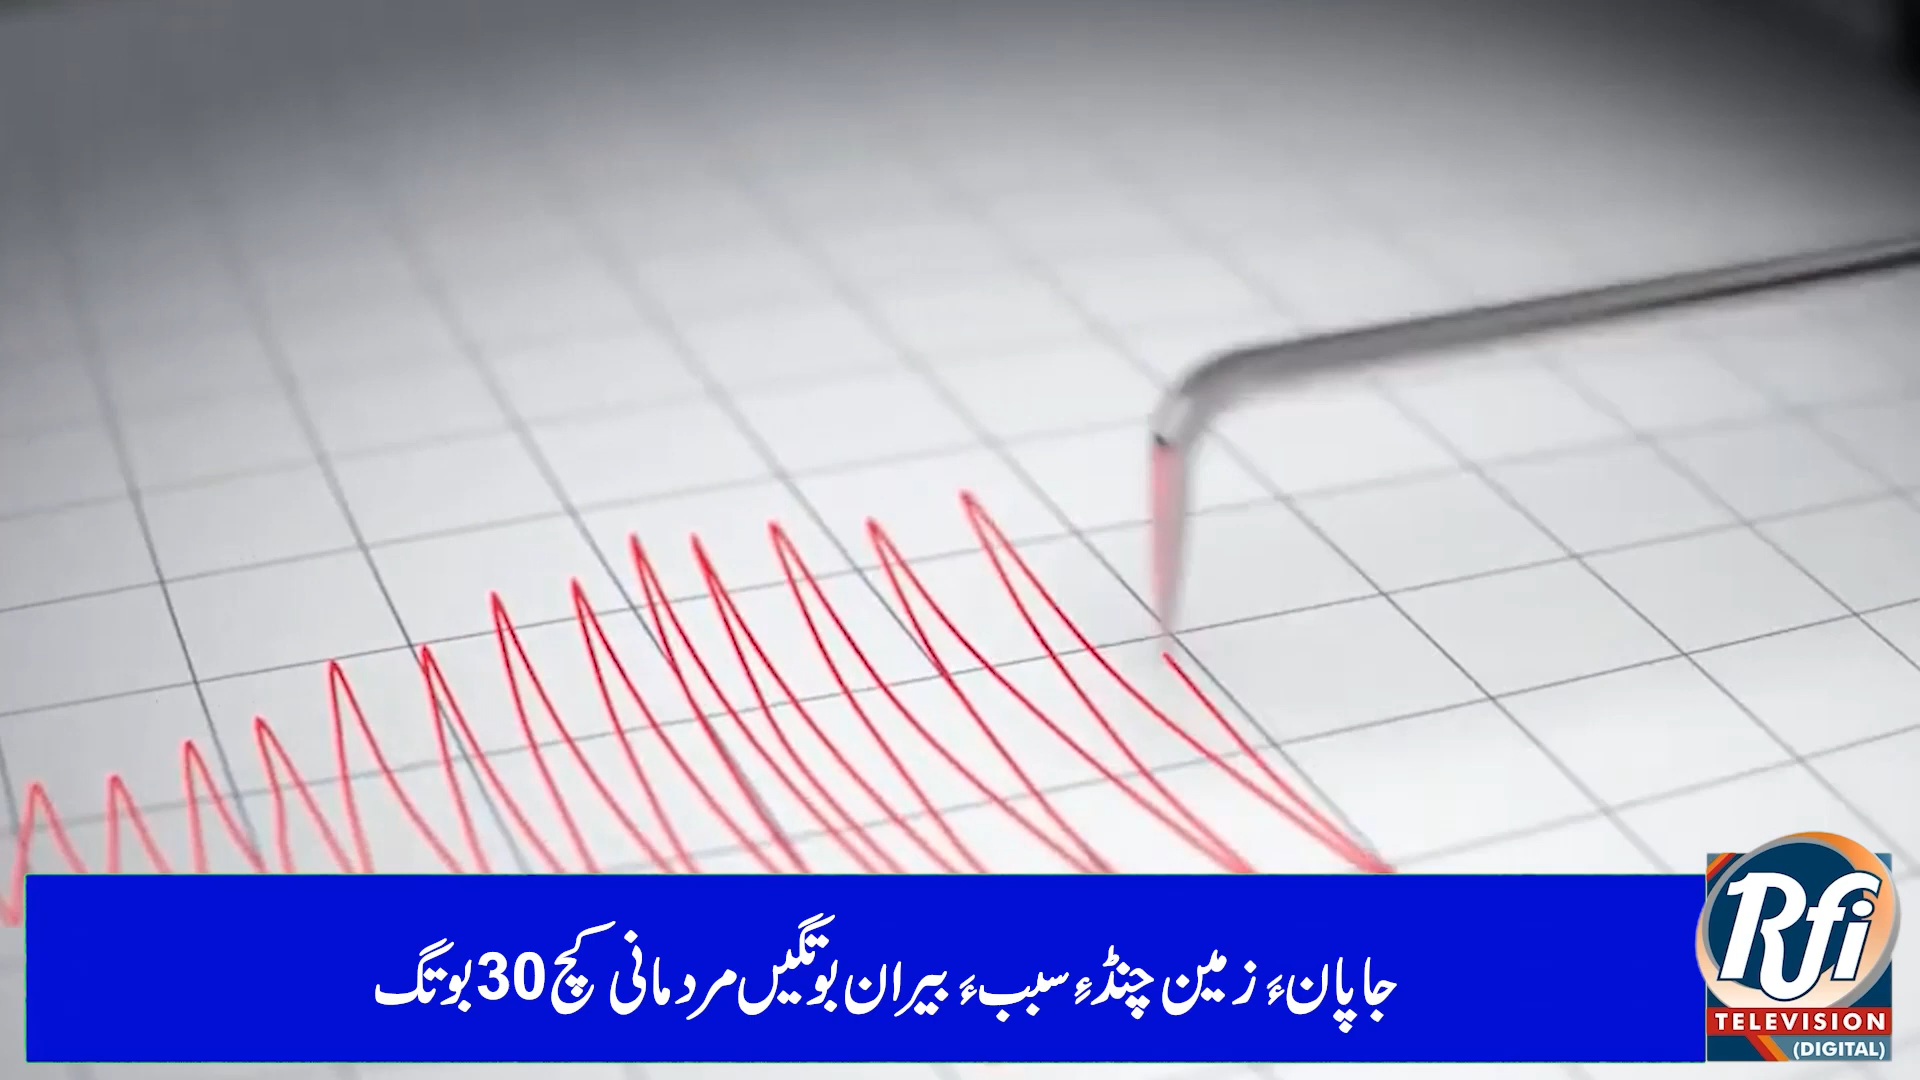 جاپانءَ زمین چنڈءِ سببءَ بیران بوتگیں مردمانی کچ 30 بوتگ
Rfi
TELEVISION
(DIGITAL)